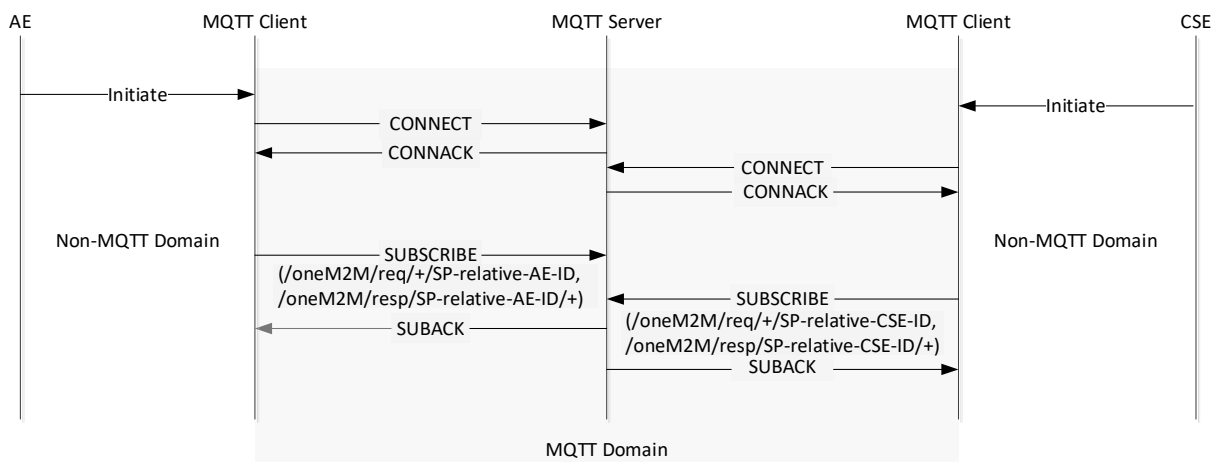 AE
MQTT Client
MQTT Server
MQTT Client
CSE
Initiate
Initiate
CONNECT
CONNACK
CONNECT
CONNACK
Non-MQTT Domain
Non-MQTT Domain
SUBSCRIBE
(/oneM2M/req/+/SP-relative-AE-ID,
/oneM2M/resp/SP-relative-AE-ID/+)
SUBSCRIBE
(/oneM2M/req/+/SP-relative-CSE-ID,
/oneM2M/resp/SP-relative-CSE-ID/+)
SUBACK
SUBACK
MQTT Domain